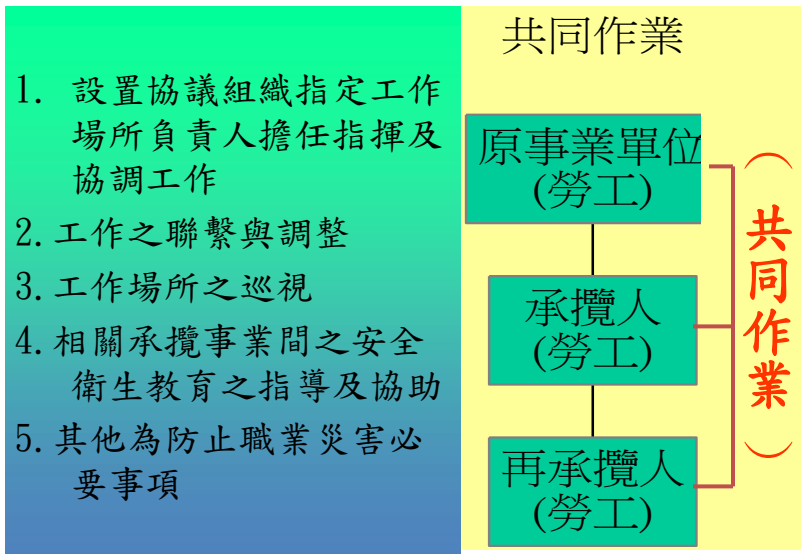 1. 設置協議組織指定工作
場所負責人擔任指揮及
協調工作
2.工作之聯繫與調整
3.工作場所之巡視
4.相關承攬事業間之安全
衛生教育之指導及協助
5.其他為防止職業災害必
要事項
共同作業
原事業單位
(勞工)
承攬人
(勞工)
再承攬人
(勞工)
（共同作業）